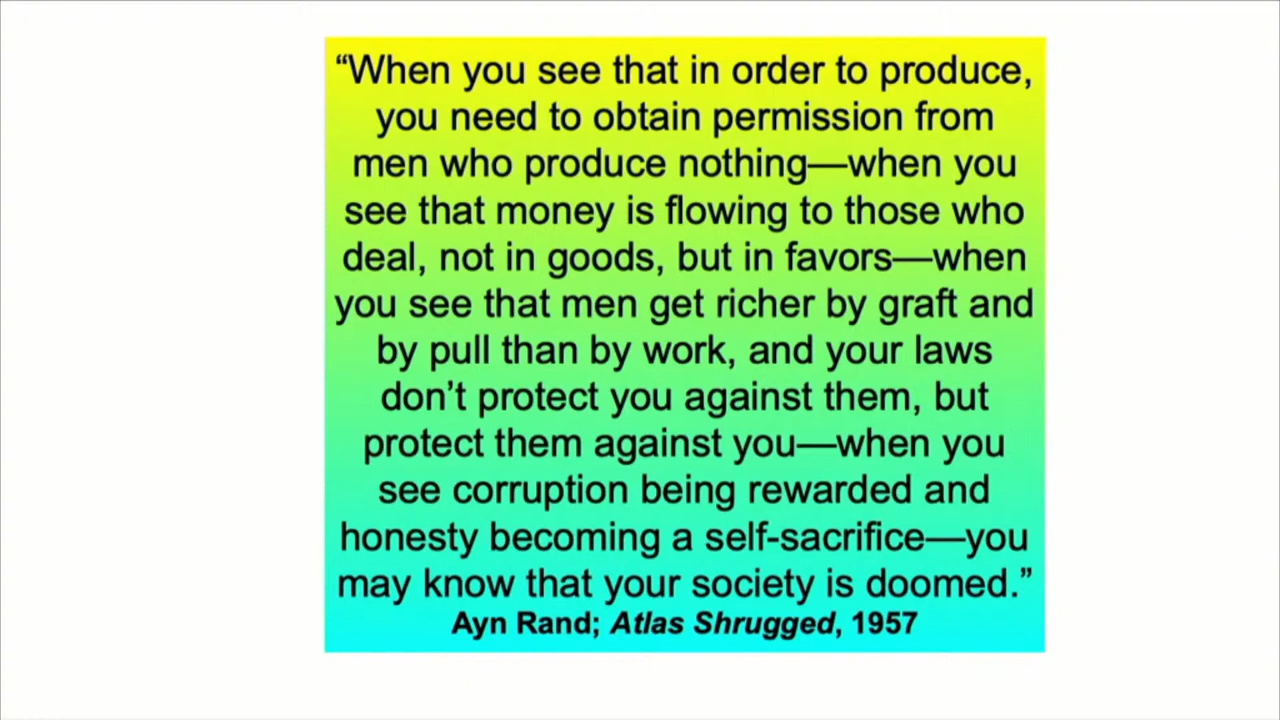 “When you see that in order to produce,
you need to obtain permission from
men who produce nothing—when you
see that money is flowing to those who
deal, not in goods, but in favors—when
you see that men get richer by graft and
by pull than by work, and your laws
don’t protect you against them, but
protect them against you—when you
see corruption being rewarded and
honesty becoming a self-sacrifice—you
may know that your society is doomed.”
Ayn Rand; Atlas Shrugged, 1957